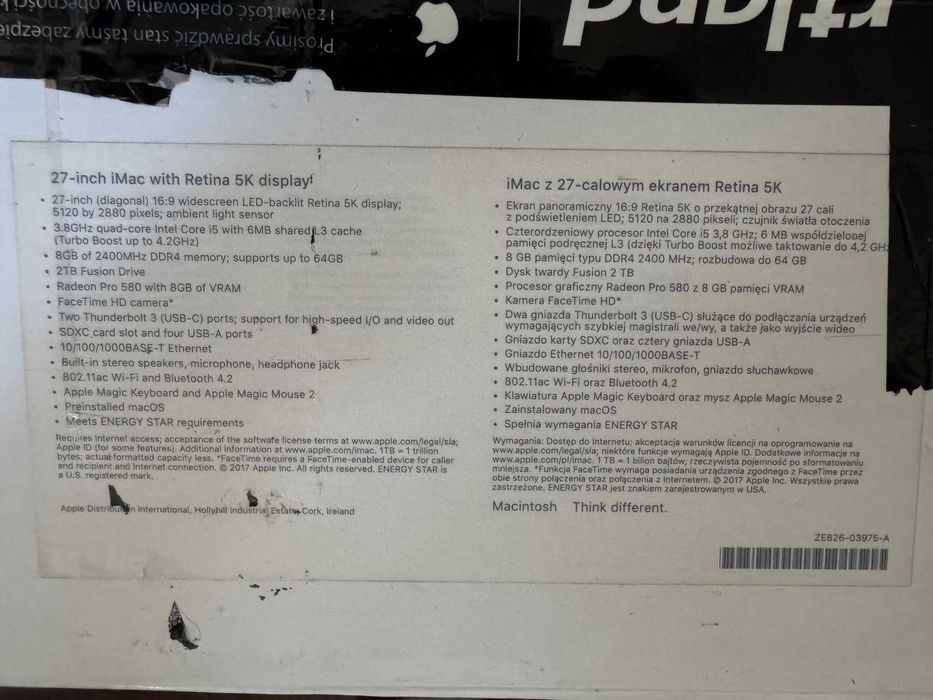 Prosimy sprawdzić stan taśmy zabezpie
i zawartość opakowania w obecności k
rtland
27-inch iMac with Retina 5K display
• 27-inch (diagonal) 16:9 widescreen LED-backlit Retina 5K display;
5120 by 2880 pixels; ambient light sensor
• 3.8GHz quad-core Intel Core i5 with 6MB shared L3 cache
(Turbo Boost up to 4.2GHz)
• 8GB of 2400MHz DDR4 memory; supports up to 64GB
• 2TB Fusion Drive
• Radeon Pro 580 with 8GB of VRAM
• FaceTime HD camera*
• Two Thunderbolt 3 (USB-C) ports; support for high-speed I/O and video out
• SDXC card slot and four USB-A ports
• 10/100/1000BASE-T Ethernet
• Built-in stereo speakers, microphone, headphone jack
• 802.11ac Wi-Fi and Bluetooth 4.2
• Apple Magic Keyboard and Apple Magic Mouse 2
• Preinstalled macOS
• Meets ENERGY STAR requirements
Requires Internet access; acceptance of the software license terms at www.apple.com/legal/sla;
Apple ID (for some features). Additional information at www.apple.com/imac. 1TB = 1 trillion
bytes; actual formatted capacity less. *FaceTime requires a FaceTime-enabled device for caller
and recipient and Internet connection. © 2017 Apple Inc. All rights reserved. ENERGY STAR is
a U.S. registered mark.
Apple Distribution International, Hollyhill Industrial Estate, Cork, Ireland
iMac z 27-calowym ekranem Retina 5K
• Ekran panoramiczny 16:9 Retina 5K o przekątnej obrazu 27 cali
z podświetleniem LED; 5120 na 2880 pikseli; czujnik światła otoczenia
• Czterordzeniowy procesor Intel Core i5 3,8 GHz; 6 MB współdzielonej
pamięci podręcznej L3 (dzięki Turbo Boost możliwe taktowanie do 4,2 GHz
• 8 GB pamięci typu DDR4 2400 MHz; rozbudowa do 64 GB
• Dysk twardy Fusion 2 TB
• Procesor graficzny Radeon Pro 580 z 8 GB pamięci VRAM
• Kamera FaceTime HD*
• Dwa gniazda Thunderbolt 3 (USB-C) służące do podłączania urządzeń
wymagających szybkiej magistrali we/wy, a także jako wyjście wideo
• Gniazdo karty SDXC oraz cztery gniazda USB-A
• Gniazdo Ethernet 10/100/1000BASE-T
• Wbudowane głośniki stereo, mikrofon, gniazdo słuchawkowe
• 802.11ac Wi-Fi oraz Bluetooth 4.2
• Klawiatura Apple Magic Keyboard oraz mysz Apple Magic Mouse 2
• Zainstalowany macOS
• Spełnia wymagania ENERGY STAR
Wymagania: Dostęp do Internetu; akceptacja warunków licencji na oprogramowanie na
www.apple.com/legal/sla; niektóre funkcje wymagają Apple ID. Dodatkowe informacje na
www.apple.com/pl/imac. 1 TB = 1 bilion bajtów; rzeczywista pojemność po sformatowaniu
mniejsza. *Funkcja FaceTime wymaga posiadania urządzenia zgodnego z FaceTime przez
obie strony połączenia oraz połączenia z Internetem. © 2017 Apple Inc. Wszystkie prawa
zastrzeżone. ENERGY STAR jest znakiem zarejestrowanym w USA.
Macintosh Think different.
ZE826-03975-A